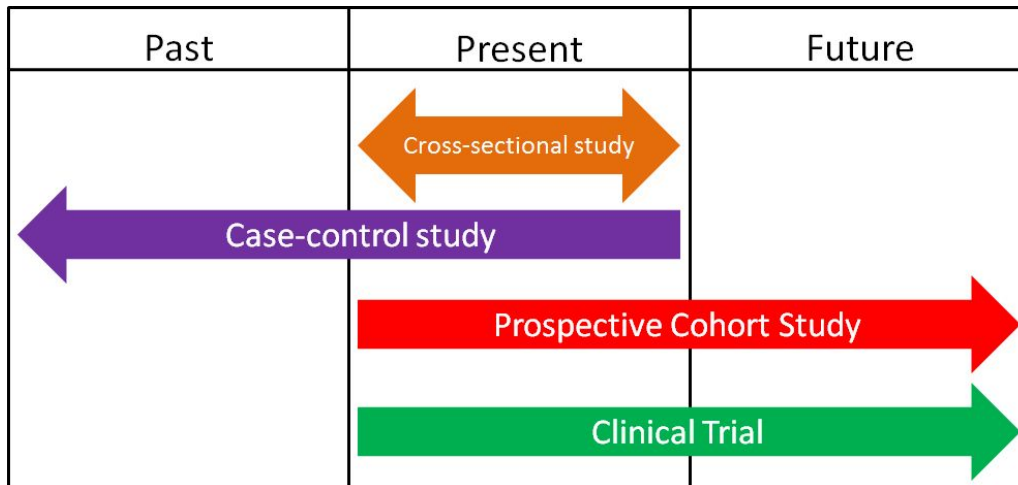 Past Present Future
Cross-sectional study
Case-control study
Prospective Cohort Study
Clinical Trial